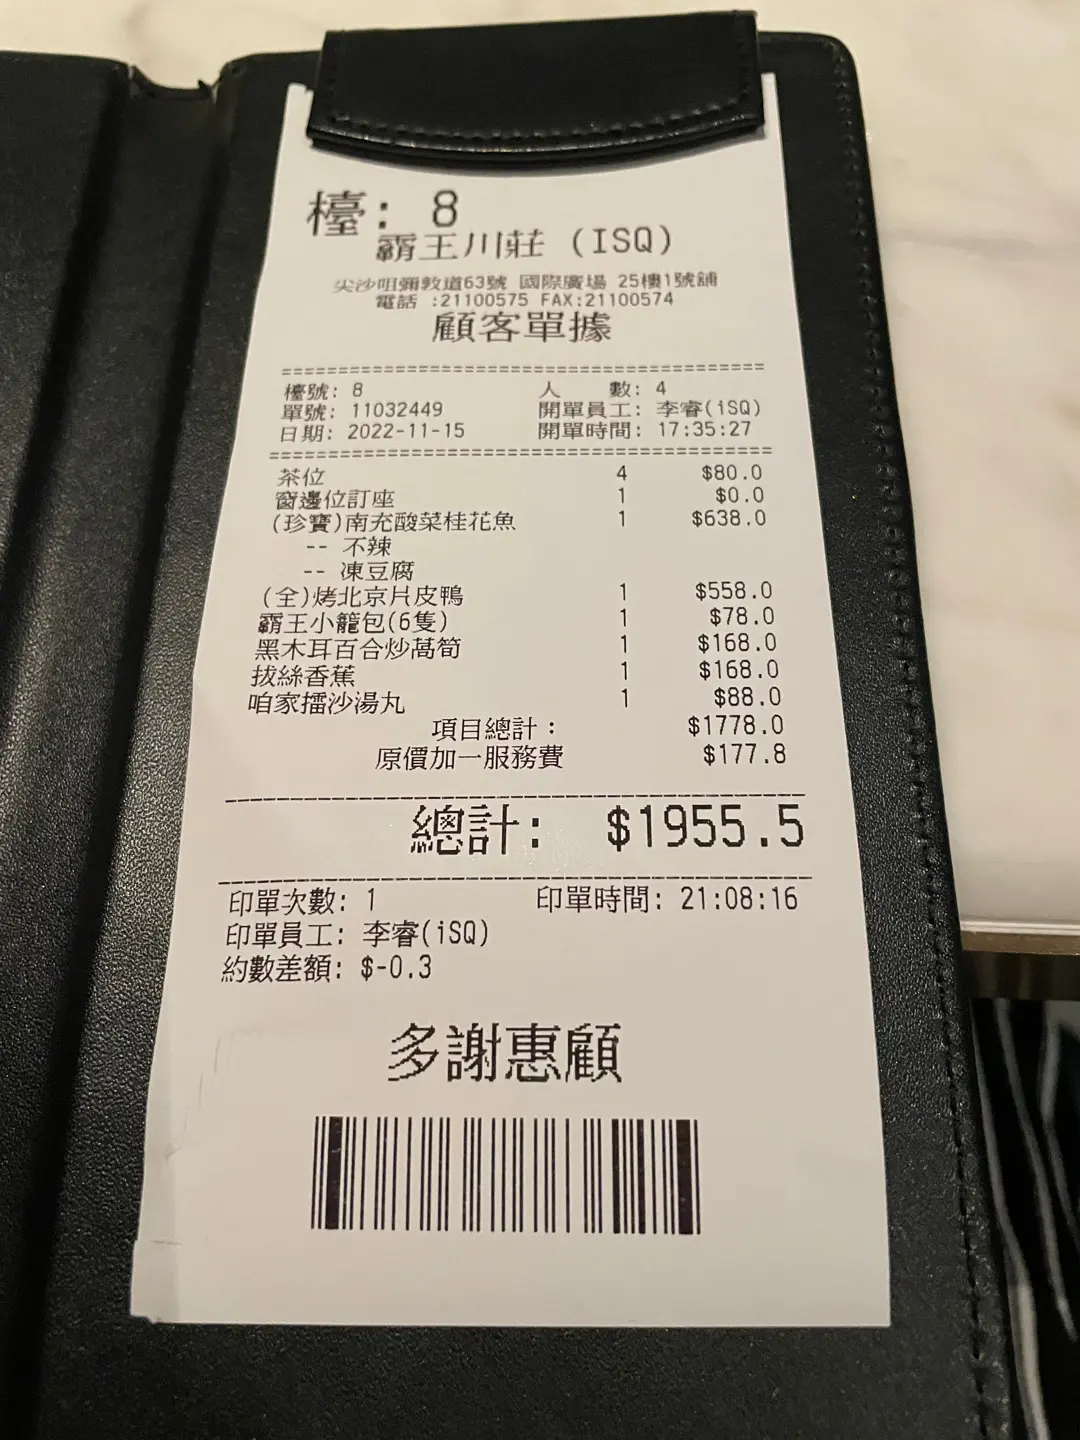 檯: 8
霸王川莊 (ISQ)
尖沙咀彌敦道63號 國際廣場 25樓1號舖
電話 :21100575 FAX:21100574
顧客單據
檯號: 8 人 數: 4
單號: 11032449 開單員工: 李睿(iSQ)
日期: 2022-11-15 開單時間: 17:35:27
茶位 4 $80.0
窗邊位訂座 1 $0.0
(珍寶)南充酸菜桂花魚 1 $638.0
-- 不辣
-- 凍豆腐
(全)烤北京片皮鴨 1 $558.0
霸王小籠包(6隻) 1 $78.0
黑木耳百合炒萵筍 1 $168.0
拔絲香蕉 1 $168.0
咱家擂沙湯丸 1 $88.0
項目總計: $1778.0
原價加一服務費 $177.8
總計: $1955.5
印單次數: 1 印單時間: 21:08:16
印單員工: 李睿(iSQ)
約數差額: $-0.3
多謝惠顧